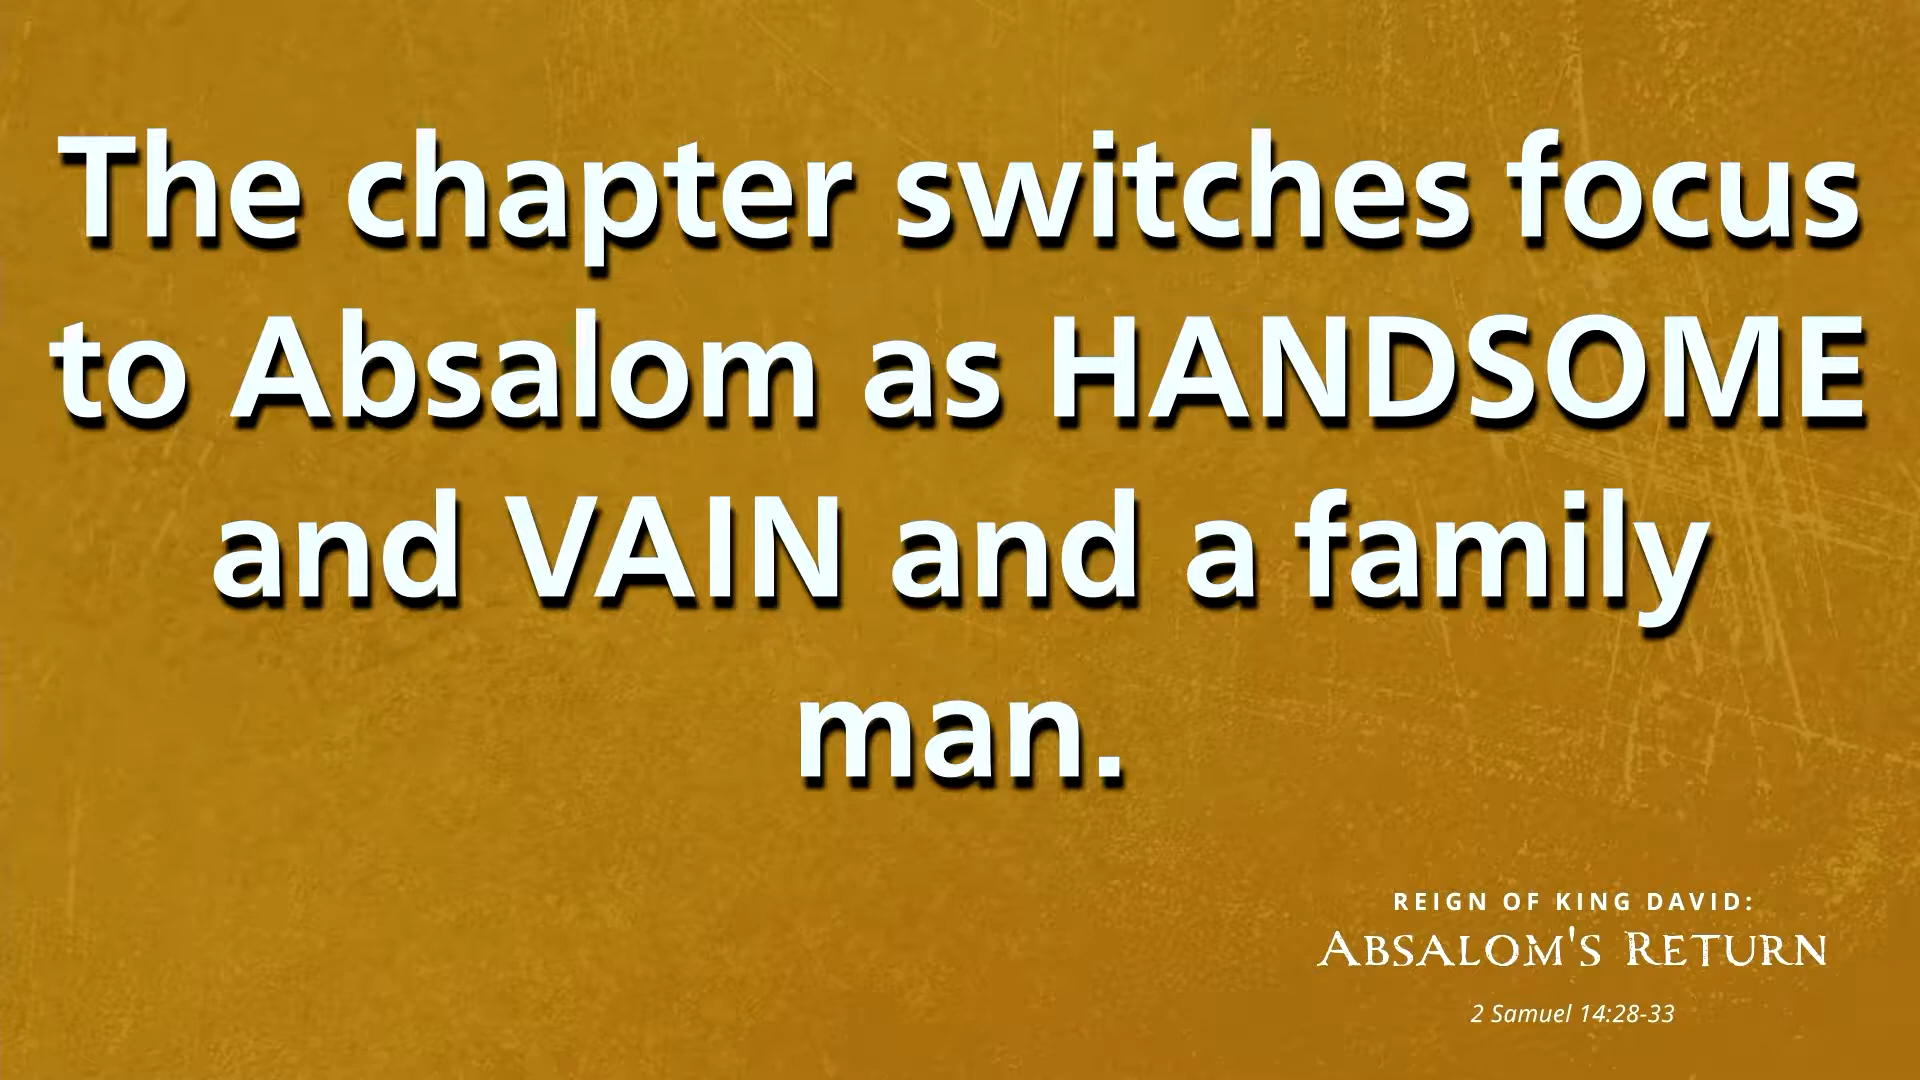 The chapter switches focus
to Absalom as HANDSOME
and VAIN and a family
man.
REIGN OF KING DAVID:
ABSALOM'S RETURN
2 Samuel 14:28-33